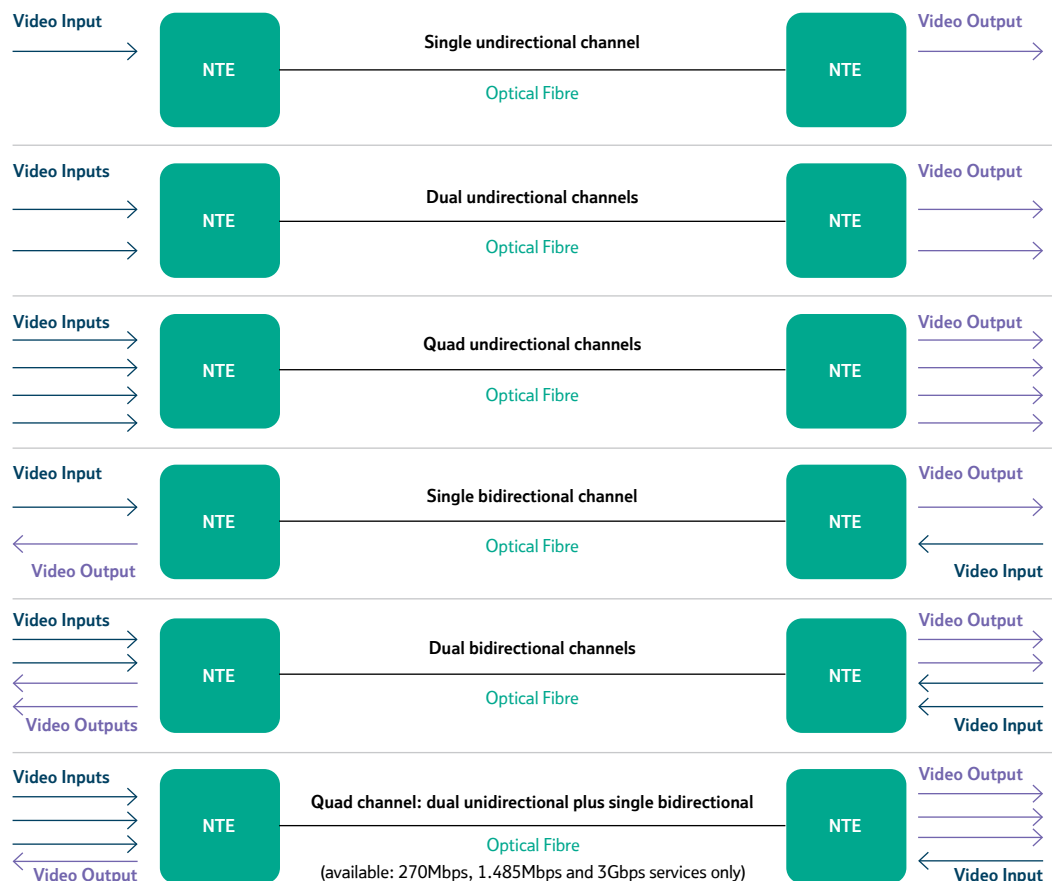 Video Input
NTE
Single undirectional channel
Optical Fibre
NTE
Video Output
Video Inputs
NTE
Dual undirectional channels
Optical Fibre
NTE
Video Output
Video Inputs
NTE
Quad undirectional channels
Optical Fibre
NTE
Video Output
Video Input
Video Output
NTE
Single bidirectional channel
Optical Fibre
NTE
Video Output
Video Input
Video Inputs
Video Outputs
NTE
Dual bidirectional channels
Optical Fibre
NTE
Video Output
Video Input
Video Inputs
Video Output
NTE
Quad channel: dual unidirectional plus single bidirectional
Optical Fibre
(available: 270Mbps, 1.485Mbps and 3Gbps services only)
NTE
Video Output
Video Input